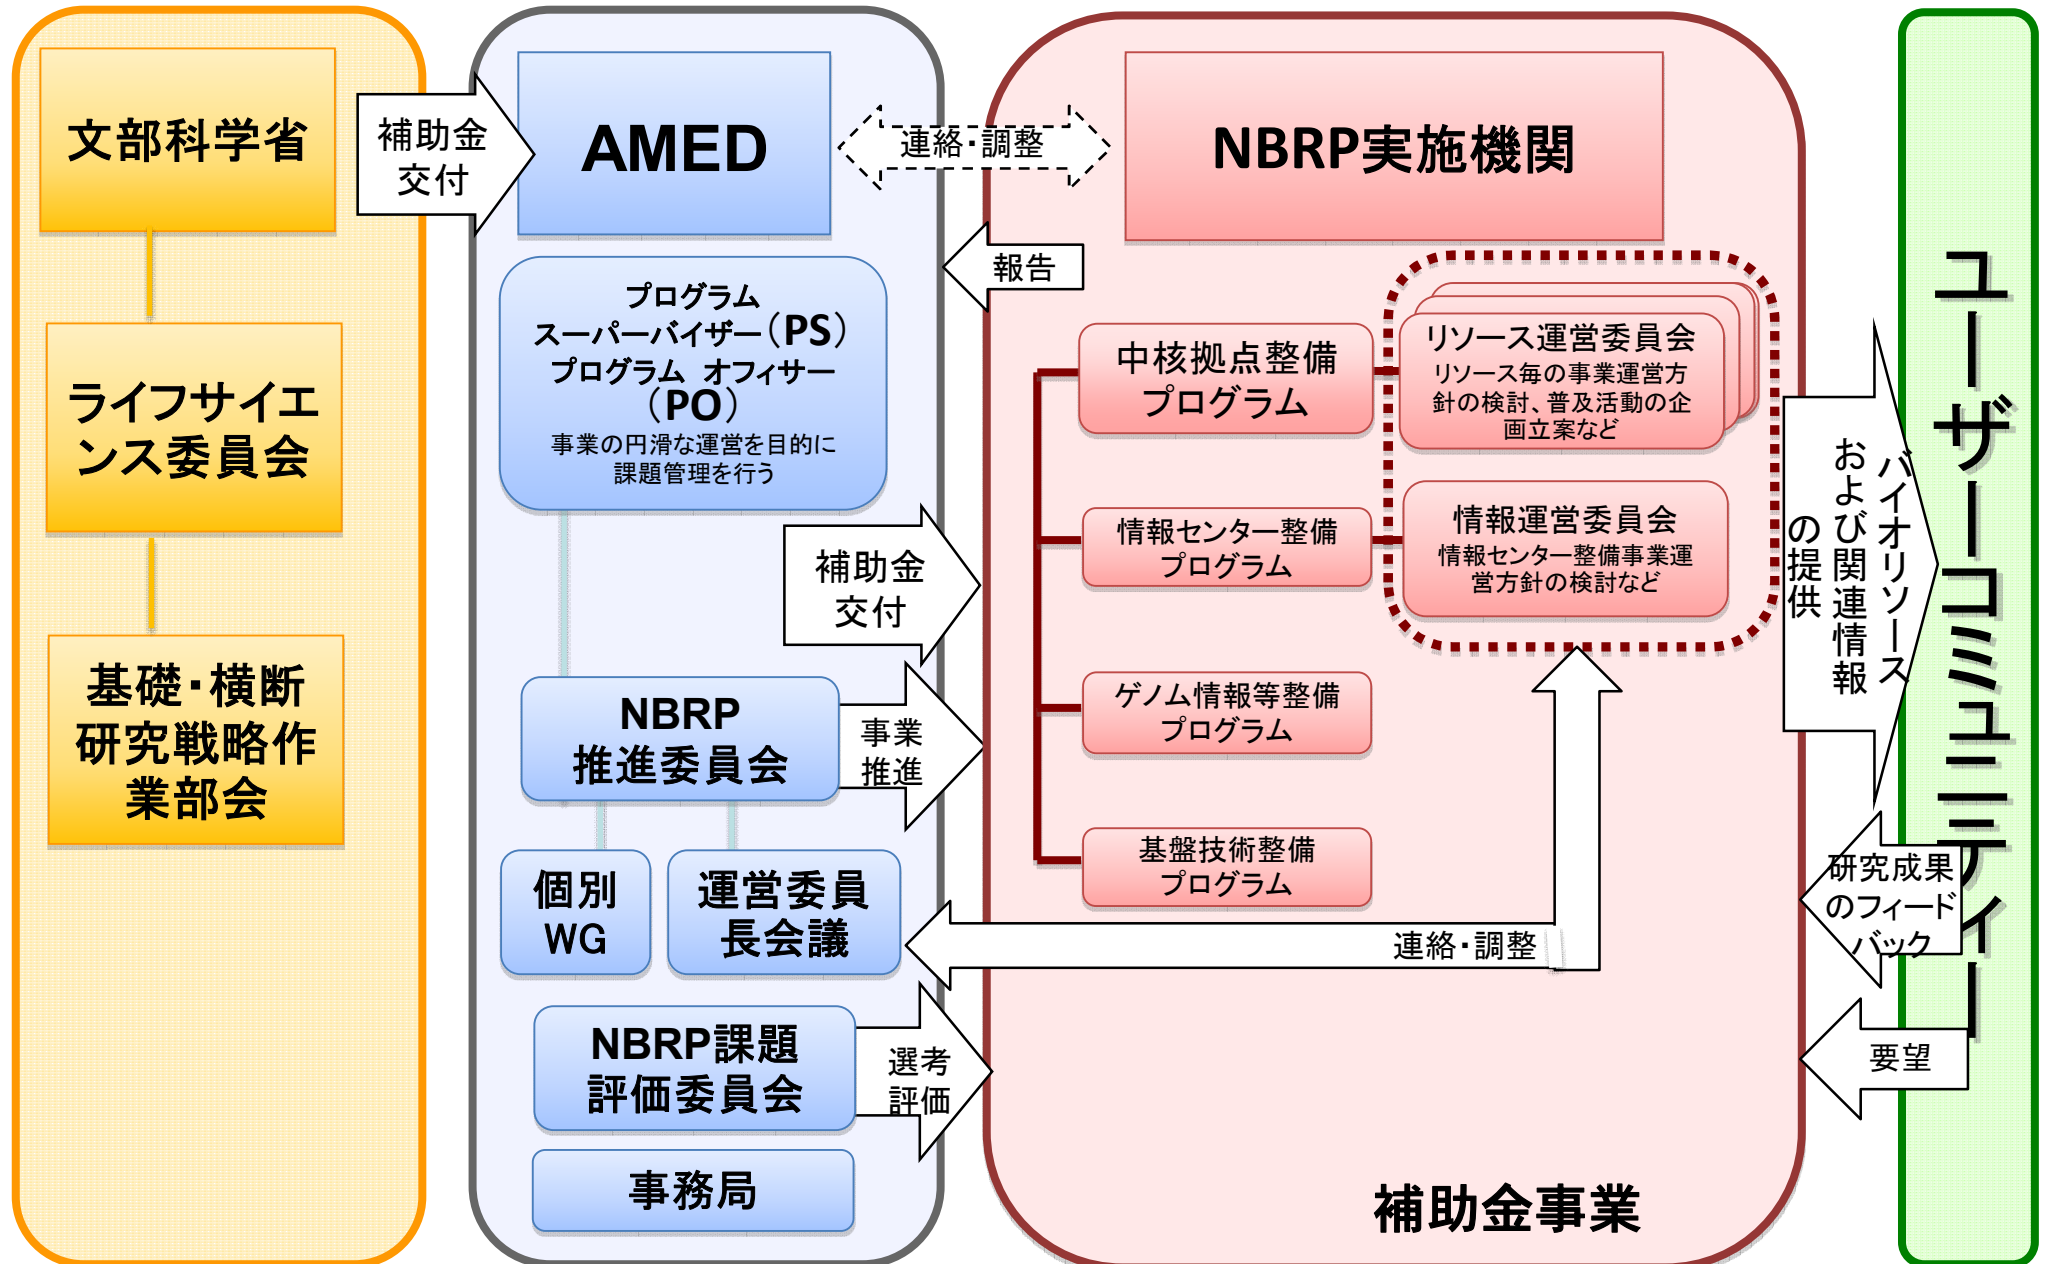 文部科学省
ライフサイエ
ンス委員会
基礎・横断
研究戦略作
業部会
補助金
交付
AMED
プログラム
スーパーバイザー（PS）
プログラム オフィサー
（PO）
事業の円滑な運営を目的に
課題管理を行う
補助金
交付
NBRP
推進委員会
事業
推進
個別
WG
運営委員
長会議
NBRP課題
評価委員会
選考
評価
事務局
連絡・調整
報告
NBRP実施機関
中核拠点整備
プログラム
リソース運営委員会
リソース毎の事業運営方
針の検討、普及活動の企
画立案など
情報センター整備
プログラム
情報運営委員会
情報センター整備事業運
営方針の検討など
ゲノム情報等整備
プログラム
基盤技術整備
プログラム
連絡・調整
補助金事業
バイオリソース
および関連情報
の提供
研究成果
のフィード
バック
要望
ユーザーコミュニティー